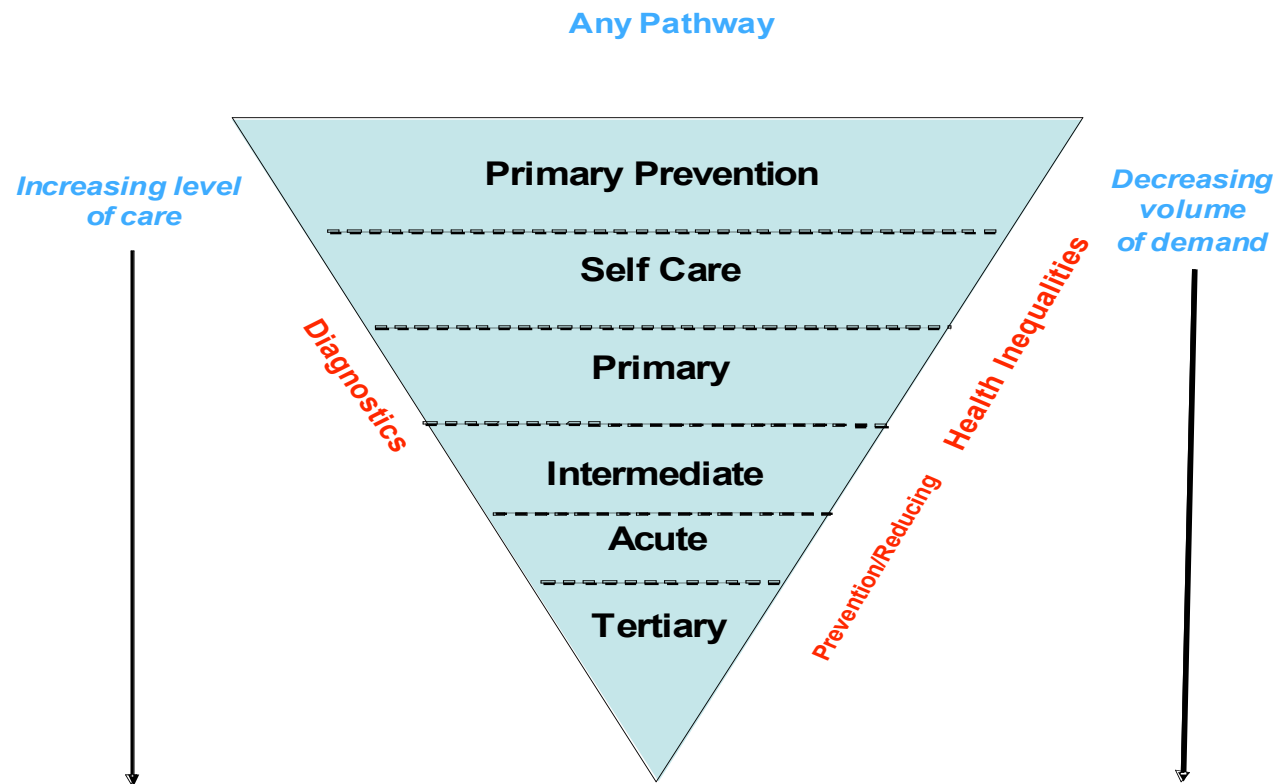 Any Pathway
Increasing level
of care
Primary Prevention
Self Care
Primary
Intermediate
Acute
Tertiary
Diagnostics
Prevention/Reducing Health Inequalities
Decreasing
volume
of demand